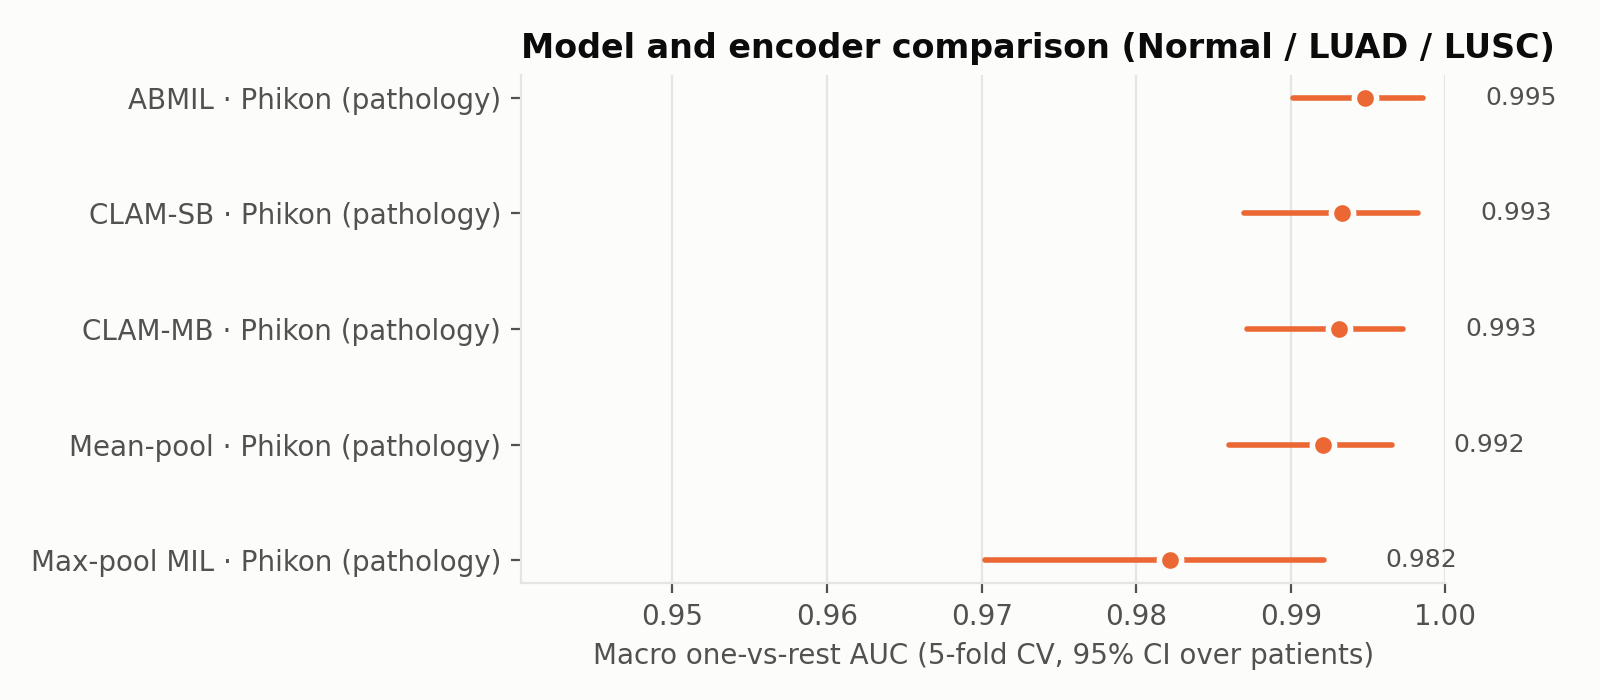 Model and encoder comparison (Normal / LUAD / LUSC)
ABMIL · Phikon (pathology)
0.995
CLAM-SB · Phikon (pathology)
0.993
CLAM-MB · Phikon (pathology)
0.993
Mean-pool · Phikon (pathology)
0.992
Max-pool MIL · Phikon (pathology)
0.982
0.95 0.96 0.97 0.98 0.99 1.00
Macro one-vs-rest AUC (5-fold CV, 95% CI over patients)